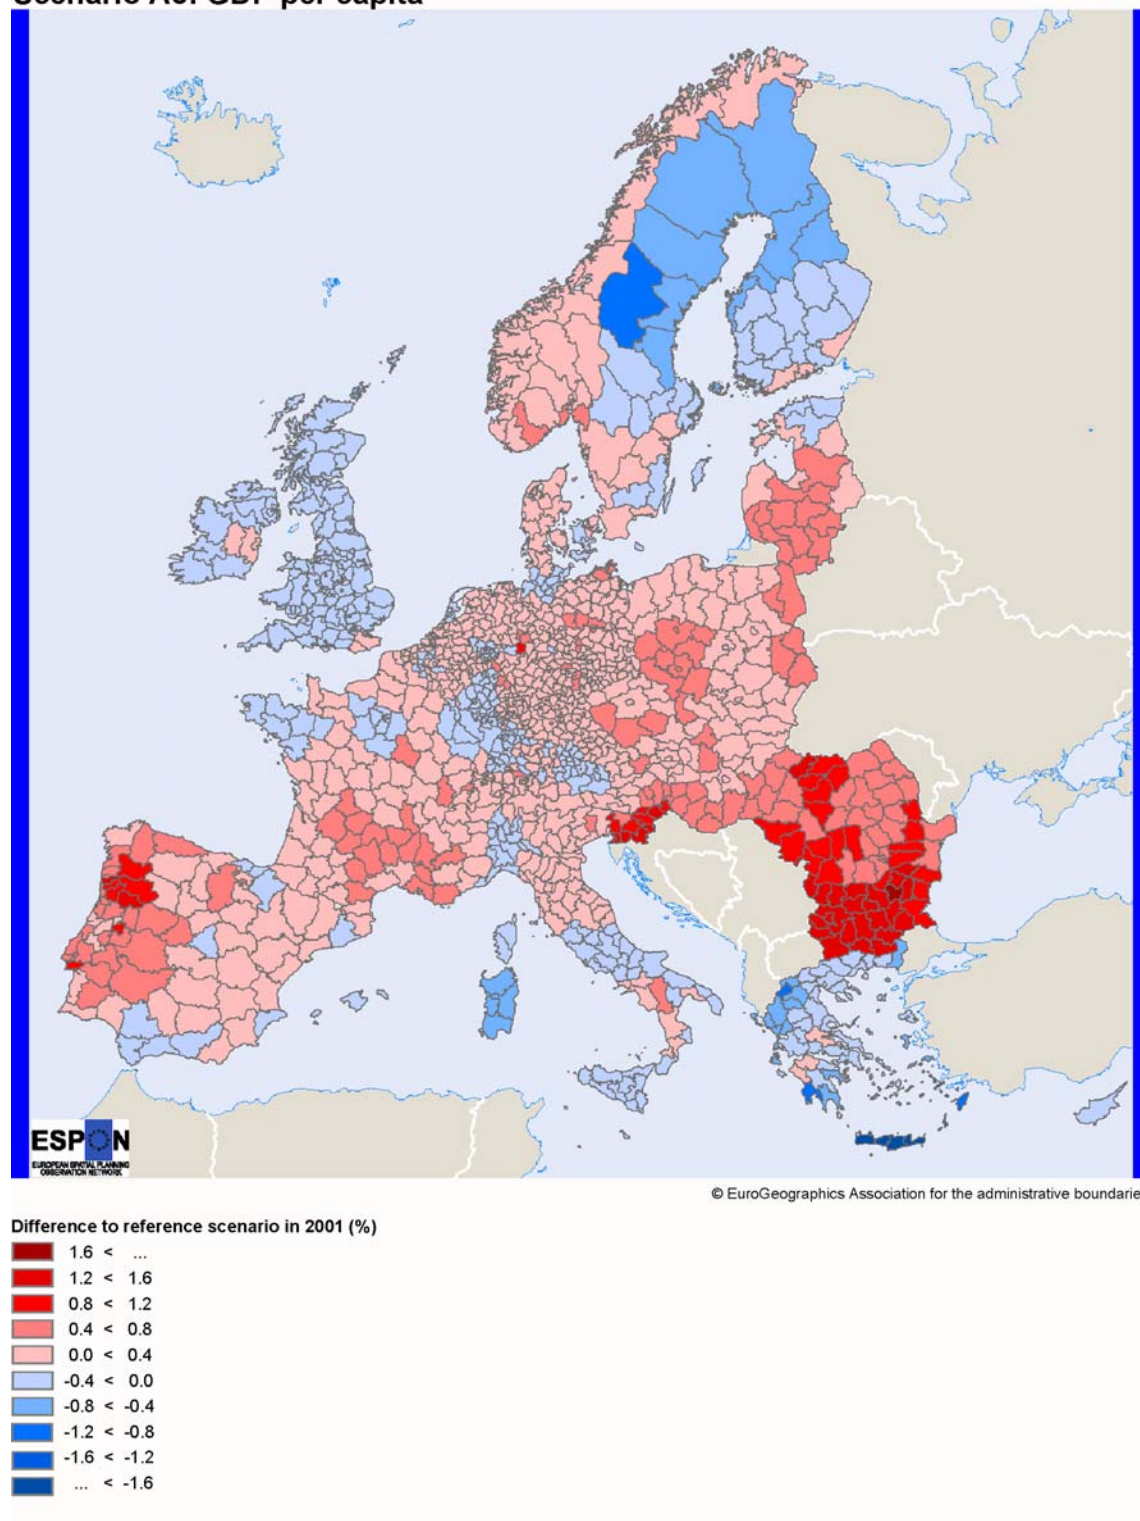 Scenario A3: GDP per capita
ESPON
EUROPEAN SPATIAL PLANNING
OBSERVATION NETWORK
© EuroGeographics Association for the administrative boundarie
Difference to reference scenario in 2001 (%)
1.6 < ...
1.2 < 1.6
0.8 < 1.2
0.4 < 0.8
0.0 < 0.4
-0.4 < 0.0
-0.8 < -0.4
-1.2 < -0.8
-1.6 < -1.2
... < -1.6